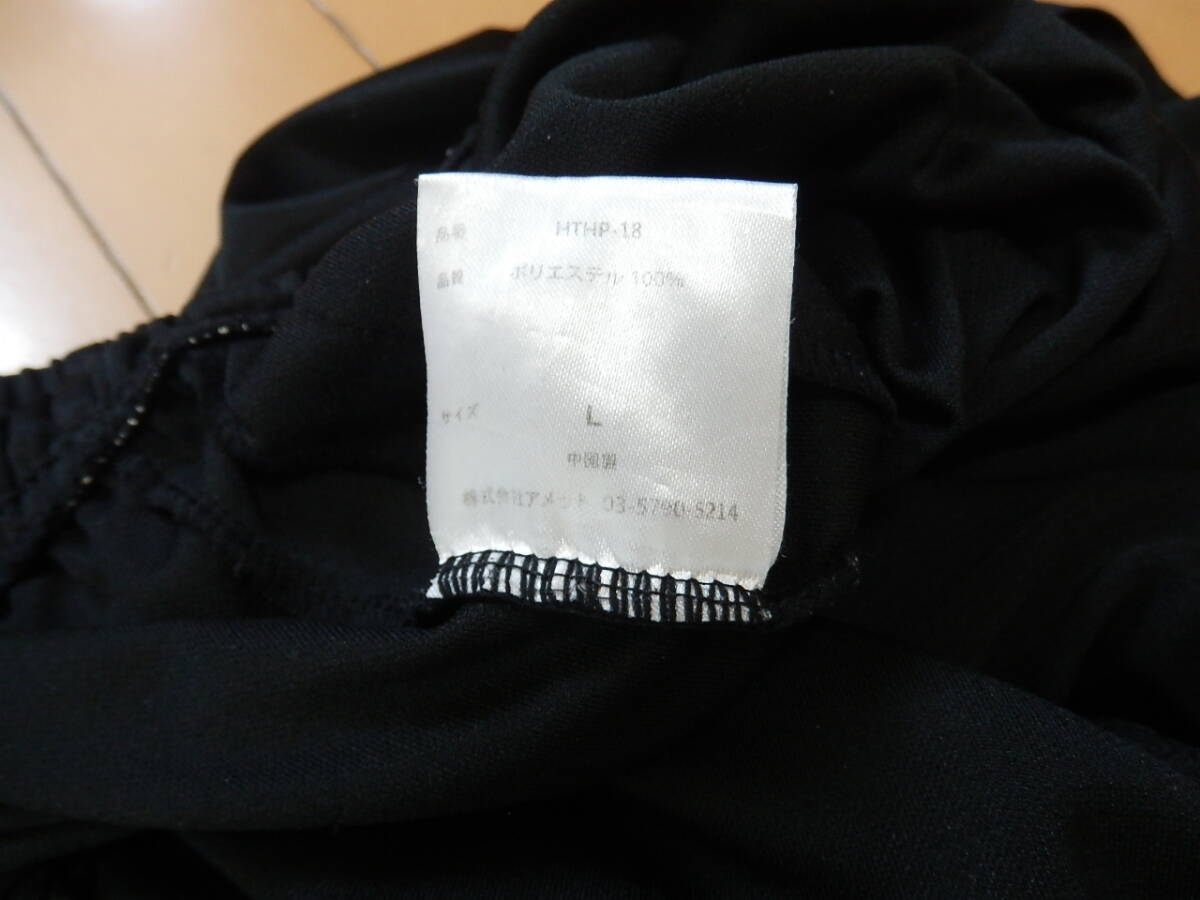 品番 HTHP-18
品質 ポリエステル 100%
サイズ L
中国製
株式会社アメット 03-5790-5214